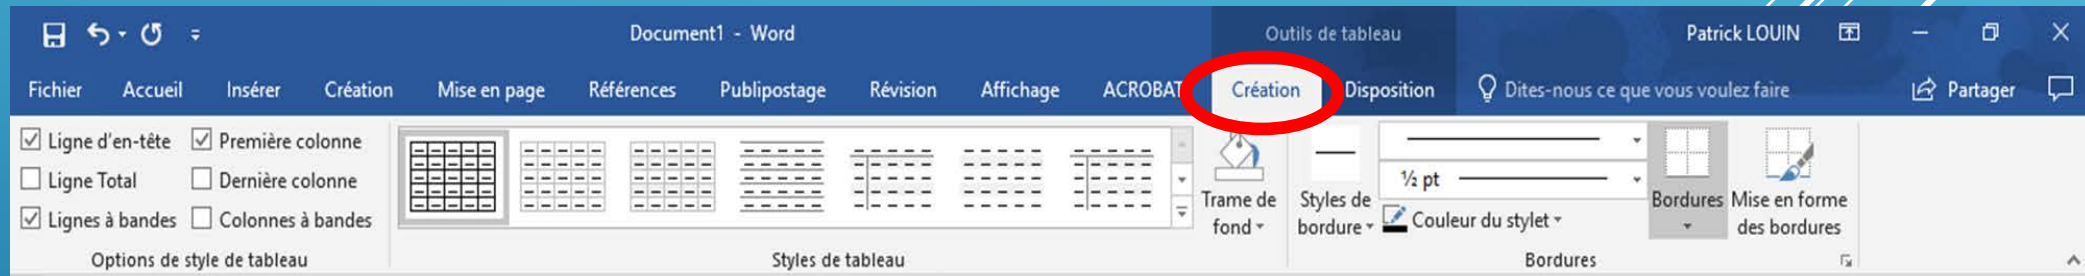 Document1 - Word
Outils de tableau
Patrick LOUIN
Fichier Accueil Insérer Création Mise en page Références Publipostage Révision Affichage ACROBAT Création Disposition Dites-nous ce que vous voulez faire Partager
Ligne d'en-tête Première colonne
Ligne Total Dernière colonne
Lignes à bandes Colonnes à bandes
Options de style de tableau
Styles de tableau
Trame de
fond
Styles de
bordure
½ pt
Couleur du stylet
Bordures
Mise en forme
des bordures
Bordures